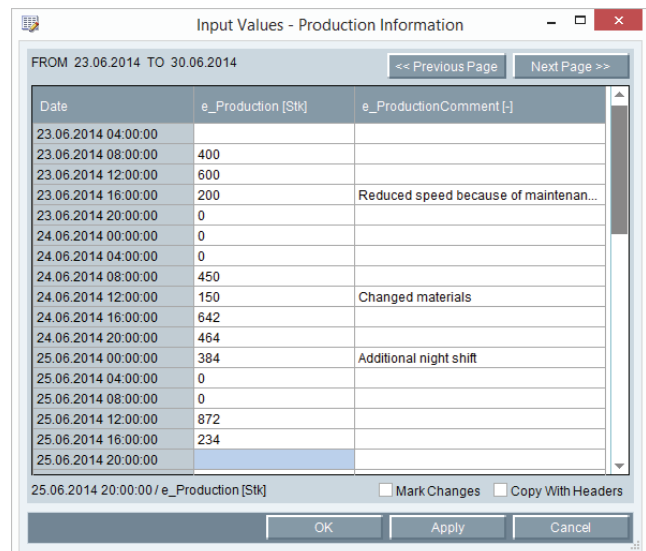 Input Values - Production Information
FROM 23.06.2014 TO 30.06.2014
<< Previous Page
Next Page >>
Date e_Production [Stk] e_ProductionComment [-]
23.06.2014 04:00:00
23.06.2014 08:00:00 400
23.06.2014 12:00:00 600
23.06.2014 16:00:00 200 Reduced speed because of maintenan...
23.06.2014 20:00:00 0
24.06.2014 00:00:00 0
24.06.2014 04:00:00 0
24.06.2014 08:00:00 450
24.06.2014 12:00:00 150 Changed materials
24.06.2014 16:00:00 642
24.06.2014 20:00:00 464
25.06.2014 00:00:00 384 Additional night shift
25.06.2014 04:00:00 0
25.06.2014 08:00:00 0
25.06.2014 12:00:00 872
25.06.2014 16:00:00 234
25.06.2014 20:00:00
25.06.2014 20:00:00 / e_Production [Stk] Mark Changes Copy With Headers
OK Apply Cancel